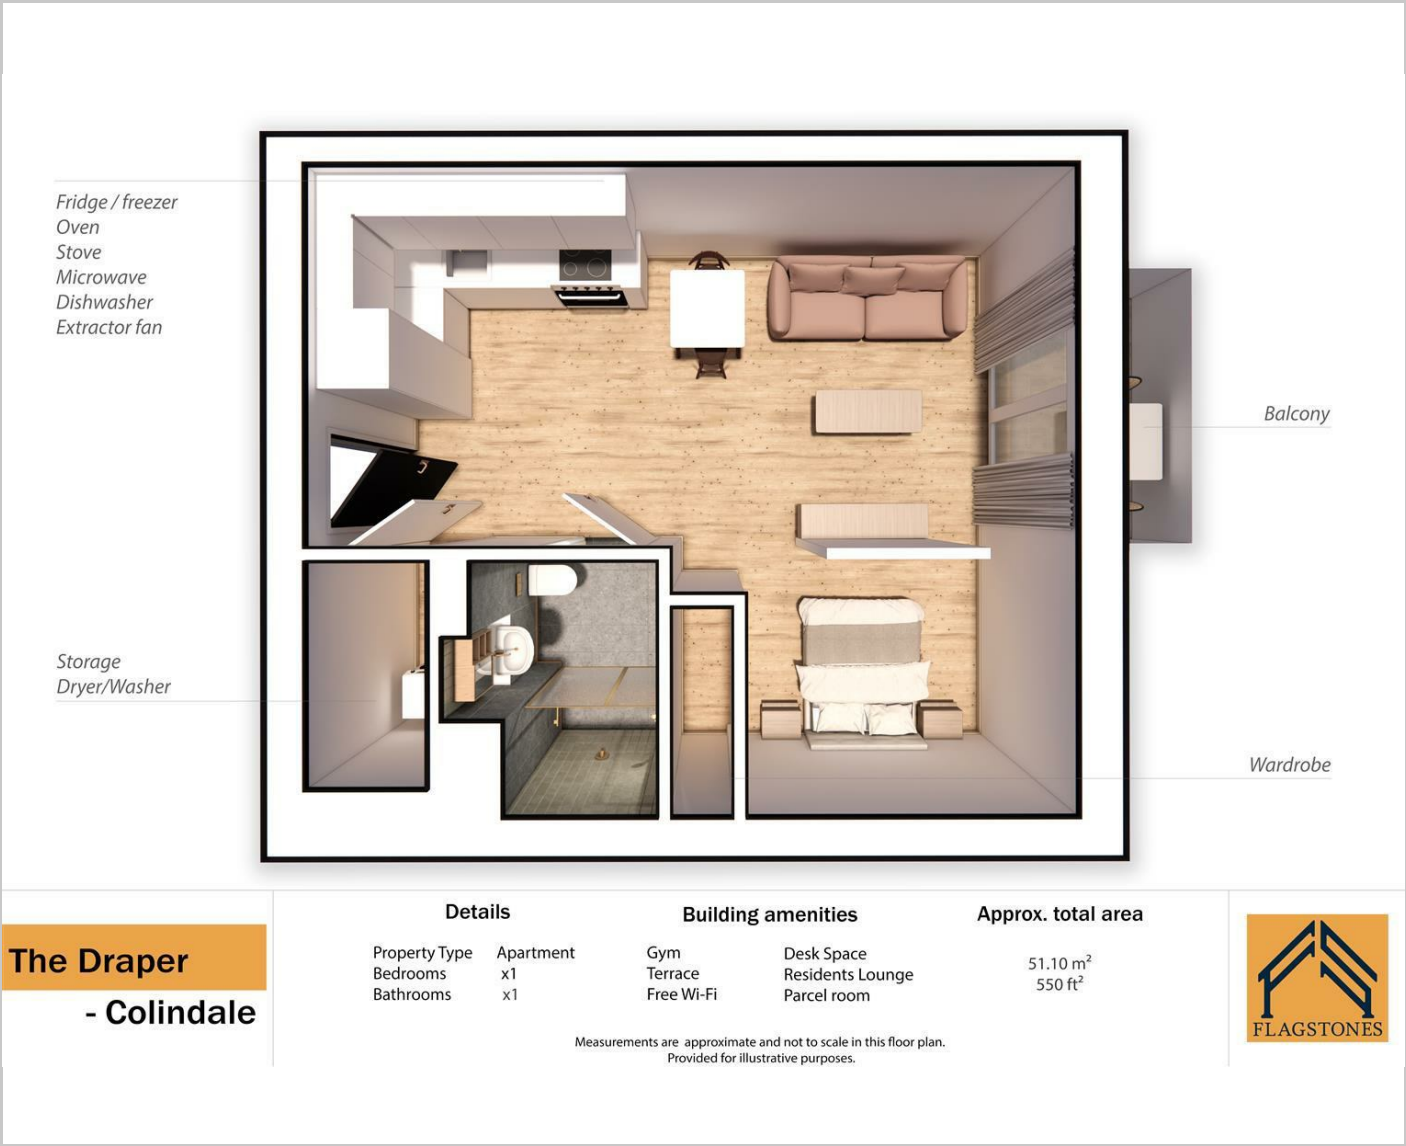 Fridge / freezer
Oven
Stove
Microwave
Dishwasher
Extractor fan
Balcony
Storage
Dryer/Washer
Wardrobe
The Draper
- Colindale
Details
Property Type Apartment
Bedrooms x1
Bathrooms x1
Building amenities
Gym Desk Space
Terrace Residents Lounge
Free Wi-Fi Parcel room
Approx. total area
51.10 m²
550 ft²
Measurements are approximate and not to scale in this floor plan.
Provided for illustrative purposes.
FLAGSTONES